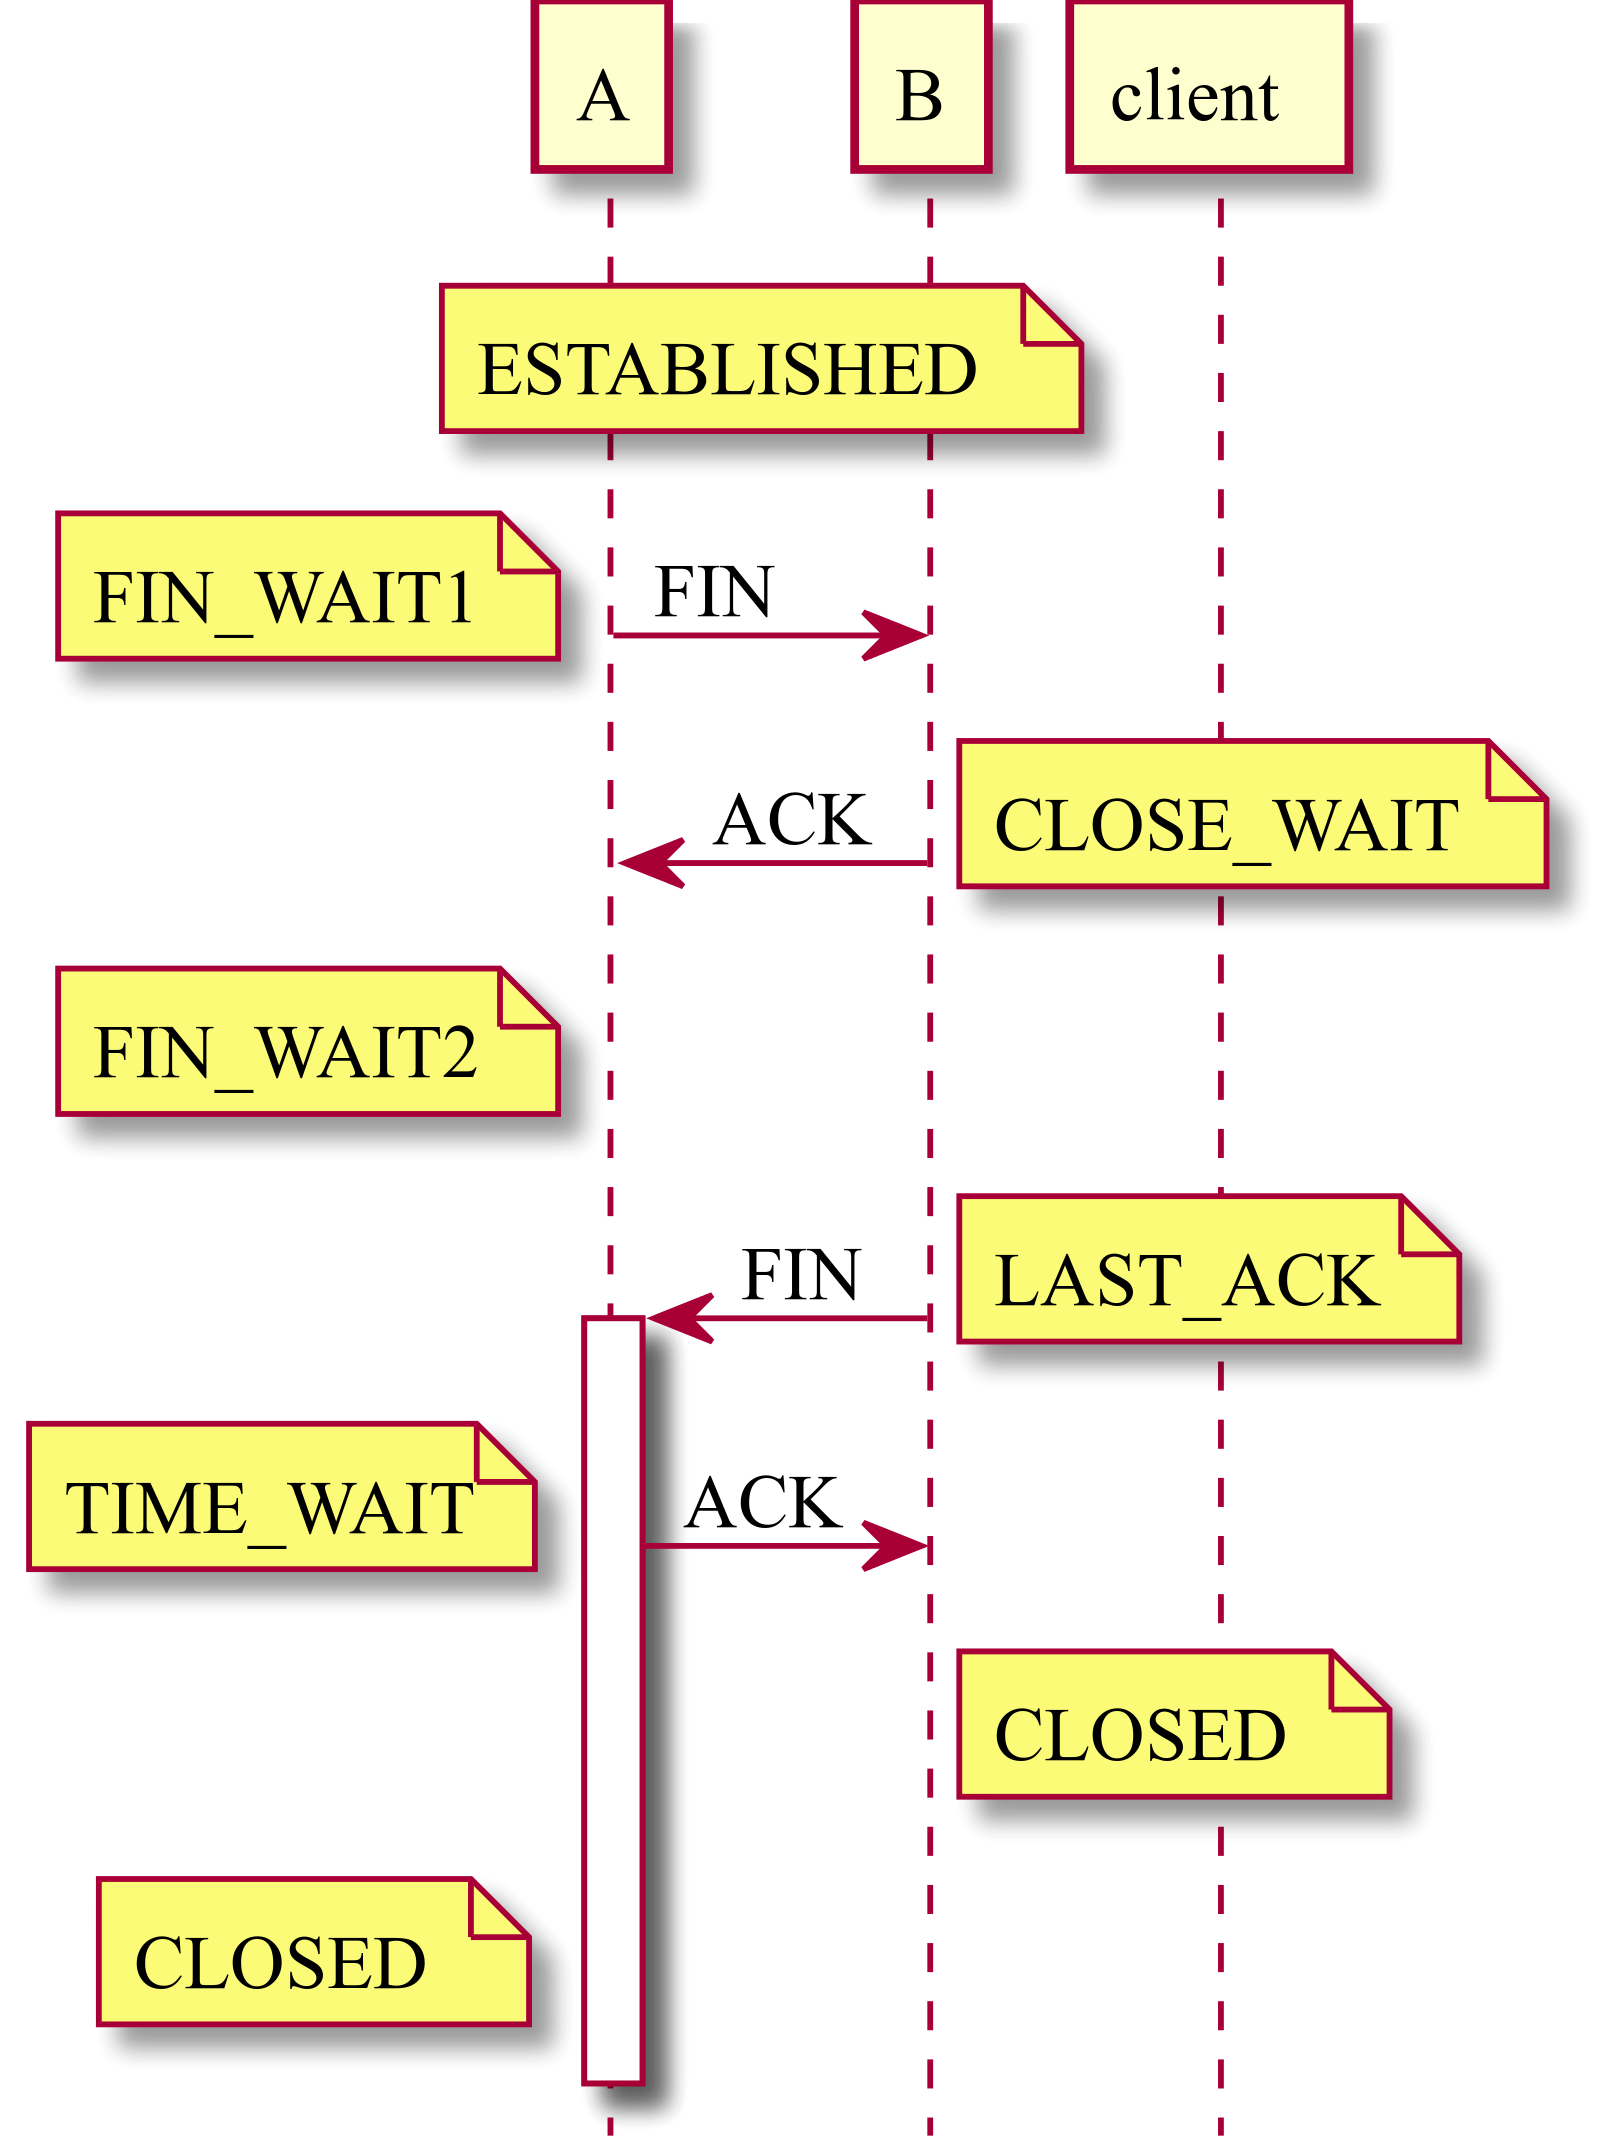 A
B
client
ESTABLISHED
FIN_WAIT1
FIN
ACK
CLOSE_WAIT
FIN_WAIT2
FIN
LAST_ACK
TIME_WAIT
ACK
CLOSED
CLOSED